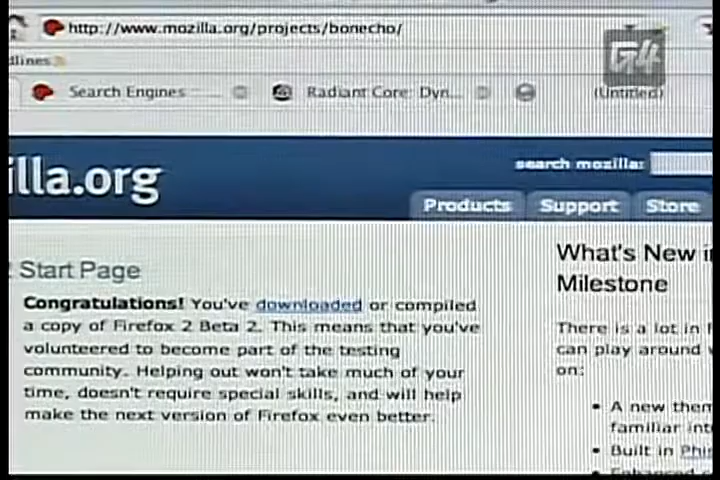 http://www.mozilla.org/projects/bonecho/
G4
dlines
Search Engines
Radiant Core: Dyn...
(Untitled)
illa.org
search mozilla:
Products
Support
Store
Start Page
What's New i
Milestone
Congratulations! You've downloaded or compiled
a copy of Firefox 2 Beta 2. This means that you've
volunteered to become part of the testing
community. Helping out won't take much of your
time, doesn't require special skills, and will help
make the next version of Firefox even better.
There is a lot in
can play around
on:
A new them
familiar int
Built in Phis
Enhanced